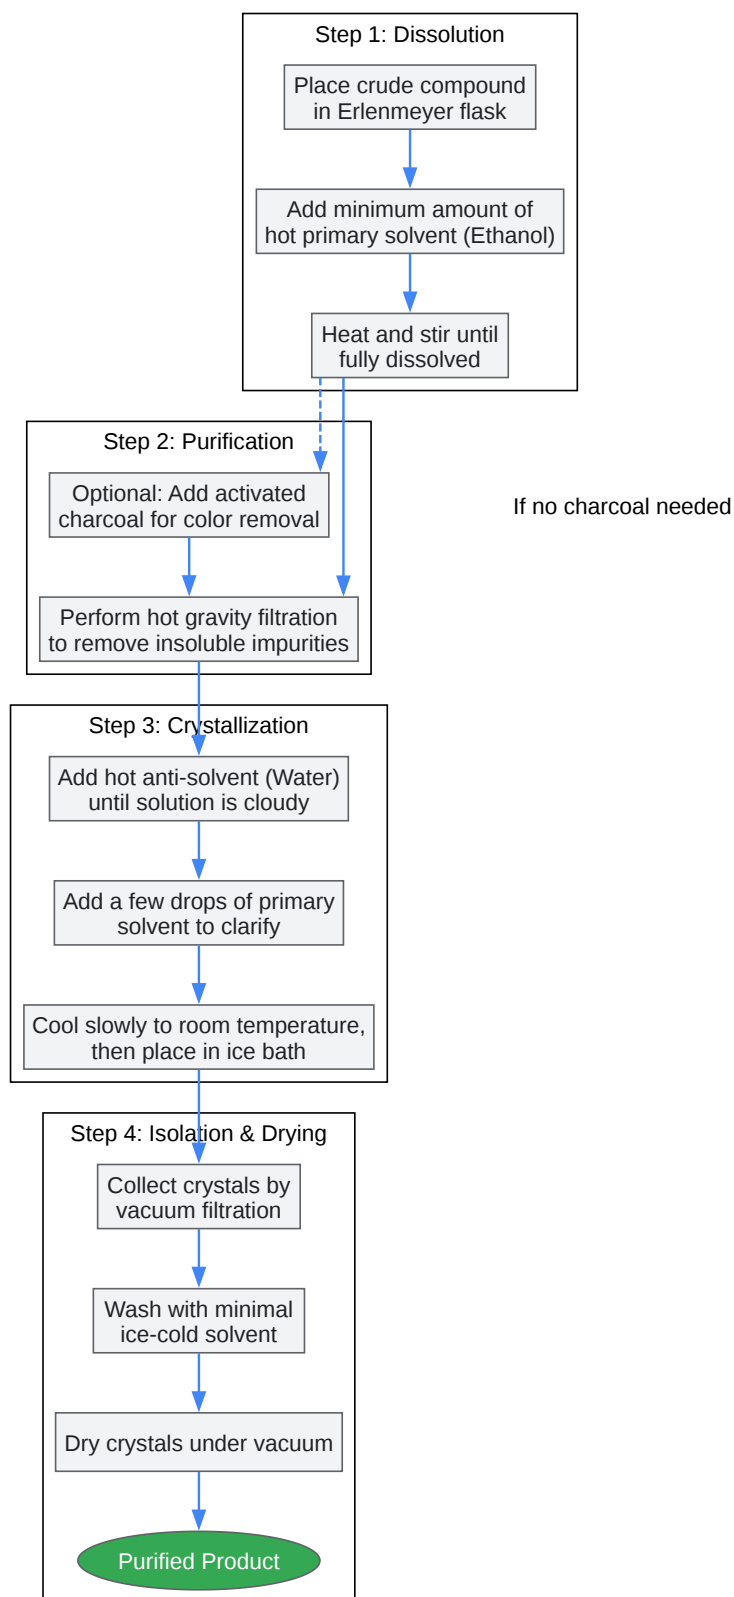 Step 1: Dissolution
Place crude compound
in Erlenmeyer flask
Add minimum amount of
hot primary solvent (Ethanol)
Heat and stir until
fully dissolved
Step 2: Purification
Optional: Add activated
charcoal for color removal
If no charcoal needed
Perform hot gravity filtration
to remove insoluble impurities
Step 3: Crystallization
Add hot anti-solvent (Water)
until solution is cloudy
Add a few drops of primary
solvent to clarify
Cool slowly to room temperature,
then place in ice bath
Step 4: Isolation & Drying
Collect crystals by
vacuum filtration
Wash with minimal
ice-cold solvent
Dry crystals under vacuum
Purified Product